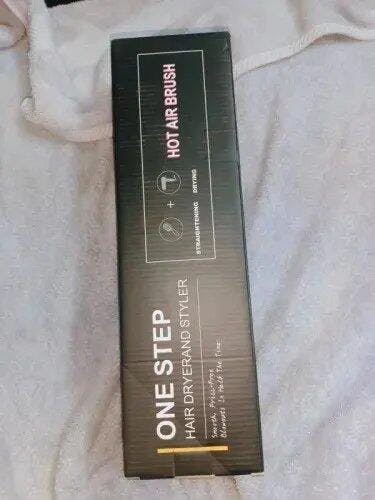 ONE STEP
HAIR DRYERAND STYLER
Smooth, Frizz-Free
Blowouts In Half The Time.
STRAIGHTENING
+
DRYING
HOT AIR BRUSH